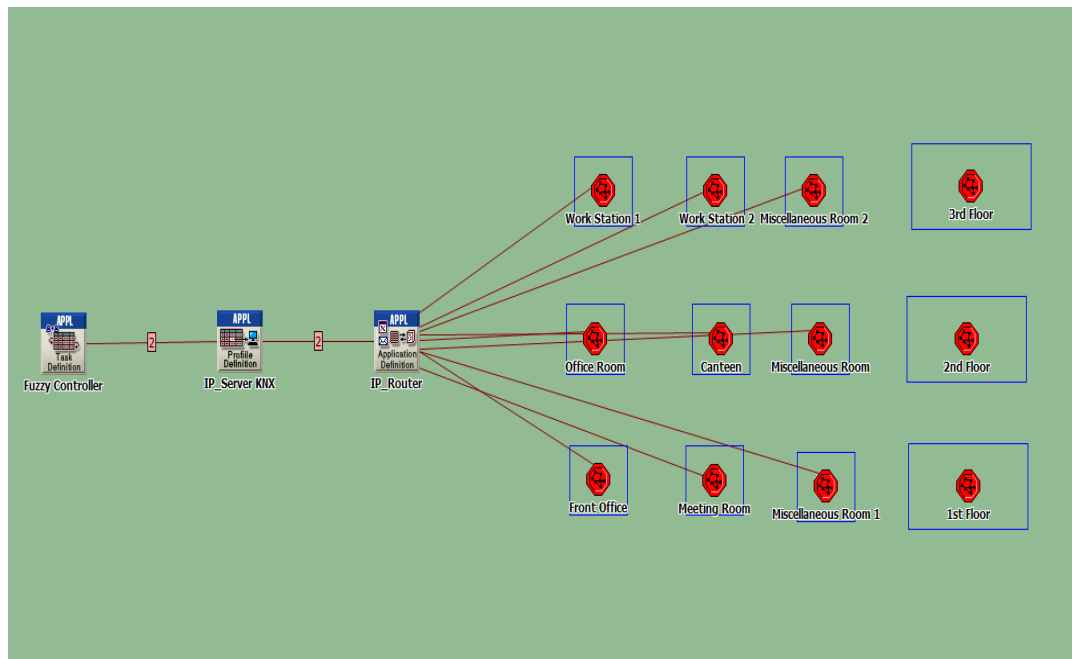 Work Station 1
Work Station 2
Miscellaneous Room 2
3rd Floor
APPL
Task
Definition
Fuzzy Controller
2
APPL
Profile
Definition
IP_Server KNX
2
APPL
Application
Definition
IP_Router
Office Room
Canteen
Miscellaneous Room
2nd Floor
Front Office
Meeting Room
Miscellaneous Room 1
1st Floor